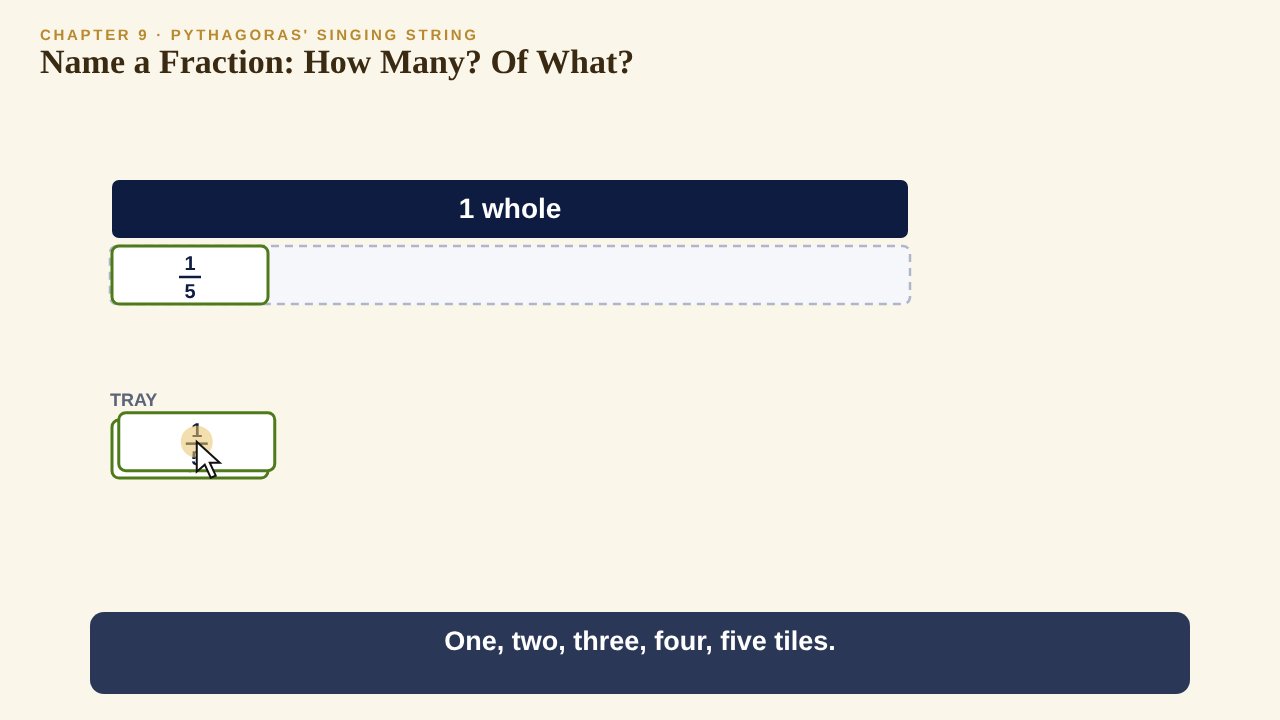 CHAPTER 9 · PYTHAGORAS' SINGING STRING
Name a Fraction: How Many? Of What?
1 whole
1
5
TRAY
1
One, two, three, four, five tiles.